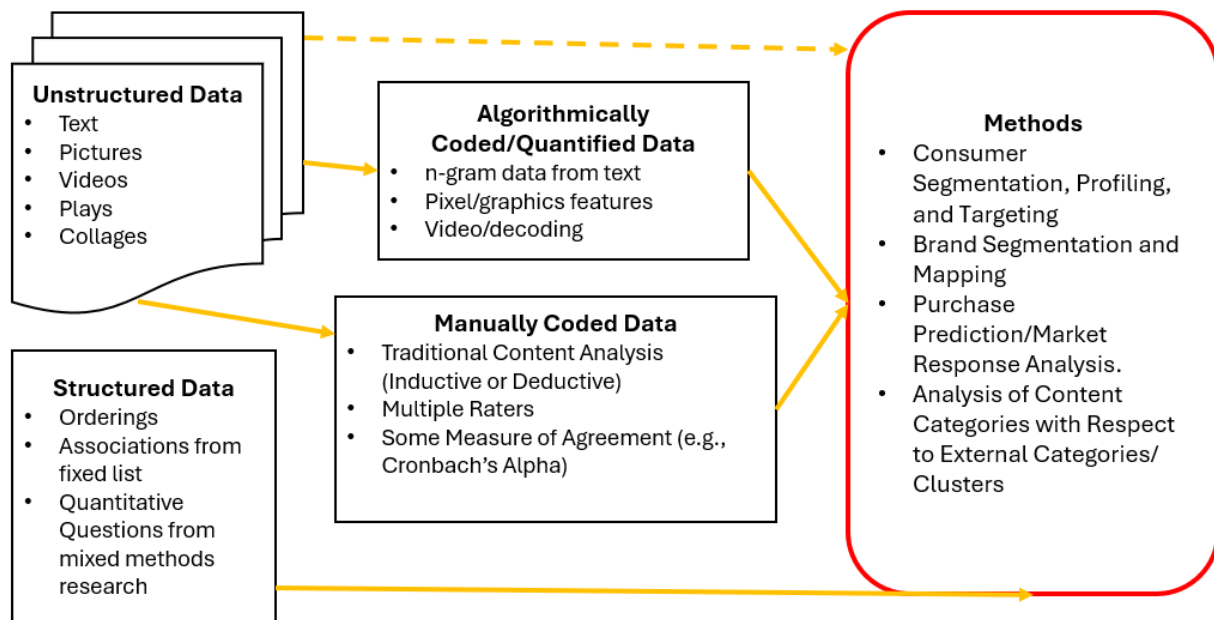 Unstructured Data
• Text
• Pictures
• Videos
• Plays
• Collages
Structured Data
• Orderings
• Associations from
fixed list
• Quantitative
Questions from
mixed methods
research
Algorithmically
Coded/Quantified Data
• n-gram data from text
• Pixel/graphics features
• Video/decoding
Manually Coded Data
• Traditional Content Analysis
(Inductive or Deductive)
• Multiple Raters
• Some Measure of Agreement (e.g.,
Cronbach’s Alpha)
Methods
• Consumer
Segmentation, Profiling,
and Targeting
• Brand Segmentation and
Mapping
• Purchase
Prediction/Market
Response Analysis.
• Analysis of Content
Categories with Respect
to External Categories/
Clusters